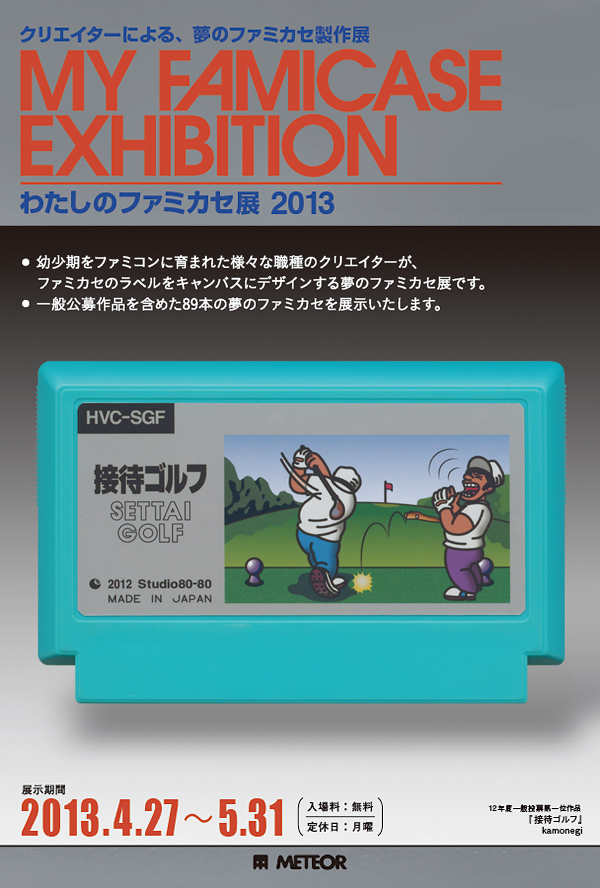 クリエイターによる、夢のファミカセ製作展
MY FAMICASE
EXHIBITION
わたしのファミカセ展 2013
● 幼少期をファミコンに育まれた様々な職種のクリエイターが、
ファミカセのラベルをキャンバスにデザインする夢のファミカセ展です。
● 一般公募作品を含めた89本の夢のファミカセを展示いたします。
HVC-SGF
接待ゴルフ
SETTAI
GOLF
2012 Studio80-80
MADE IN JAPAN
展示期間
2013.4.27～5.31
入場料：無料
定休日：月曜
12年度一般投票第一位作品
『接待ゴルフ』
kamonegi
METEOR